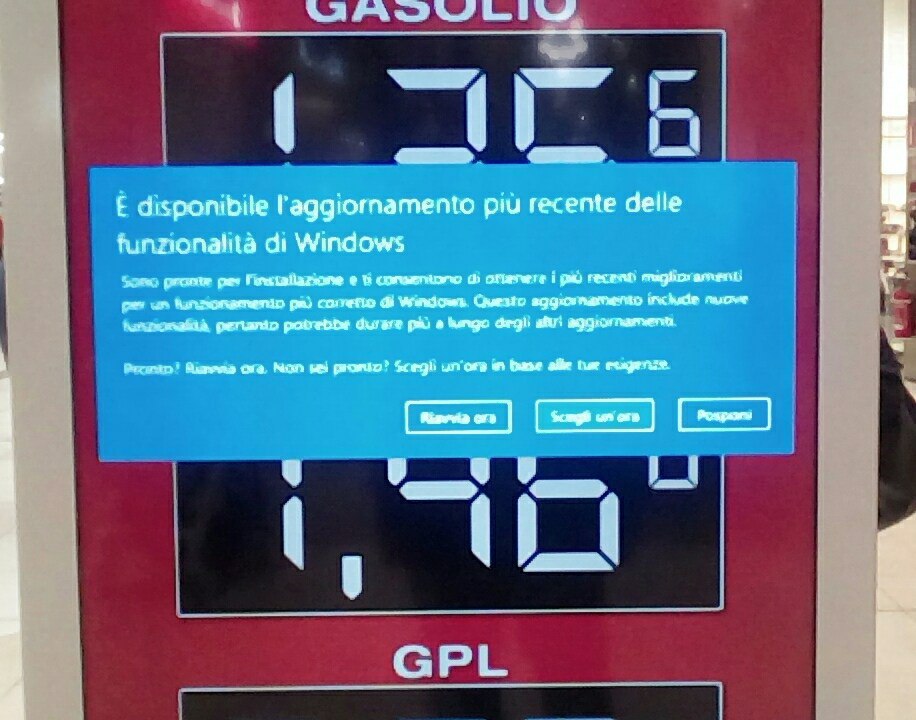 GASOLIO
1 6
È disponibile l'aggiornamento più recente delle
funzionalità di Windows
Sono pronte per l'installazione e ti consentono di ottenere i più recenti miglioramenti
per un funzionamento più corretto di Windows. Questo aggiornamento include nuove
funzionalità, pertanto potrebbe durare più a lungo degli altri aggiornamenti.
Pronto? Riavvia ora. Non sei pronto? Scegli un'ora in base alle tue esigenze.
Riavvia ora Scegli un'ora Posponi
1,46
GPL